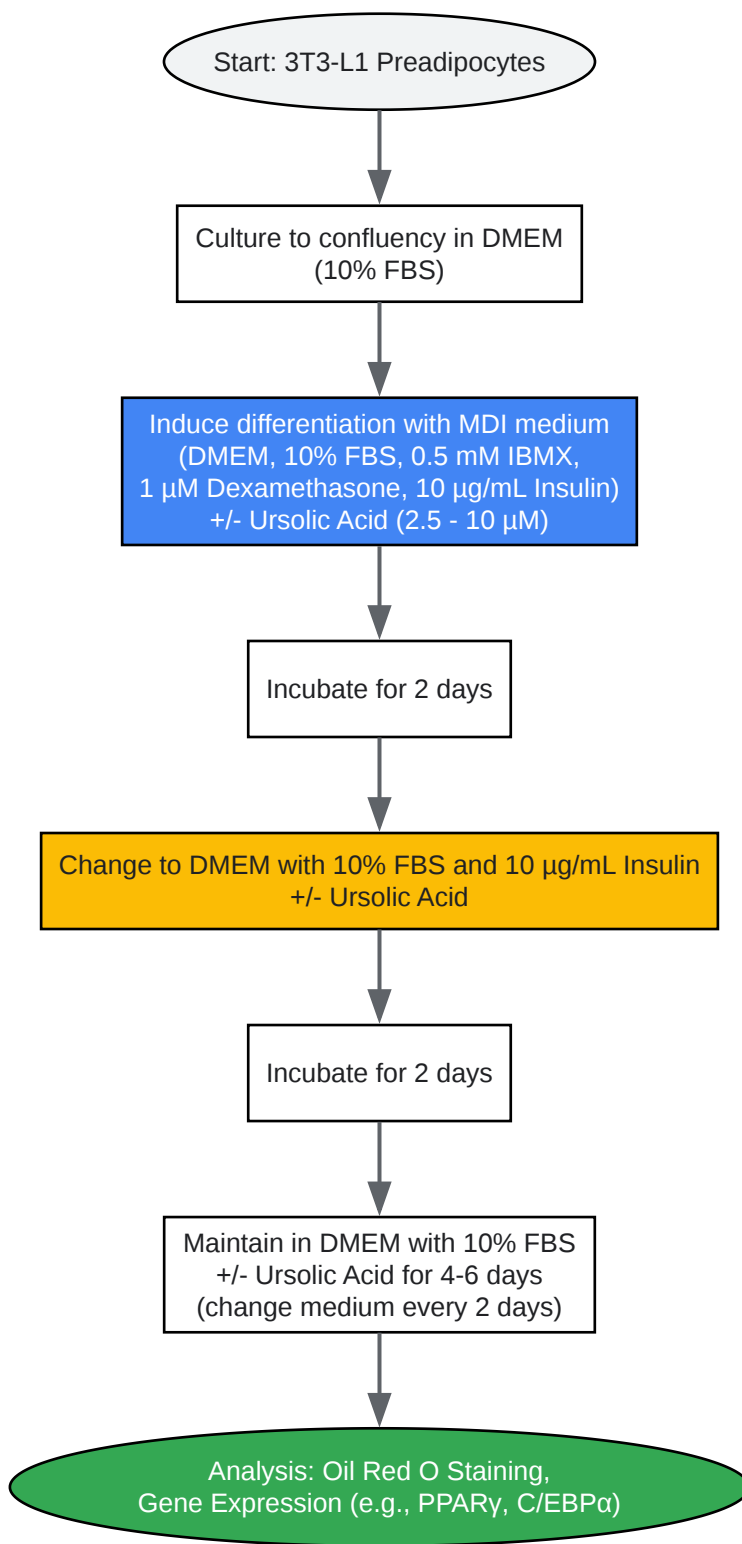 Start: 3T3-L1 Preadipocytes
Culture to confluency in DMEM
(10% FBS)
Induce differentiation with MDI medium
(DMEM, 10% FBS, 0.5 mM IBMX,
1 µM Dexamethasone, 10 µg/mL Insulin)
+/- Ursolic Acid (2.5 - 10 µM)
Incubate for 2 days
Change to DMEM with 10% FBS and 10 µg/mL Insulin
+/- Ursolic Acid
Incubate for 2 days
Maintain in DMEM with 10% FBS
+/- Ursolic Acid for 4-6 days
(change medium every 2 days)
Analysis: Oil Red O Staining,
Gene Expression (e.g., PPARγ, C/EBPα)